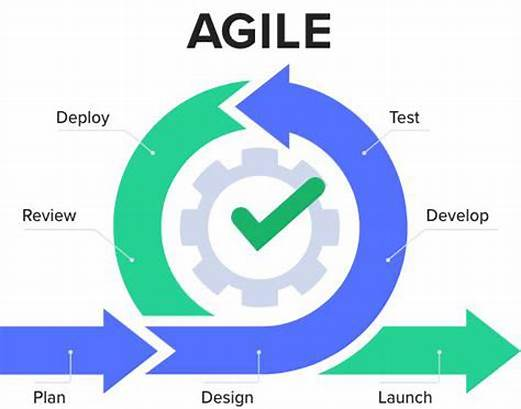 AGILE
Deploy
Test
Review
Develop
Plan
Design
Launch